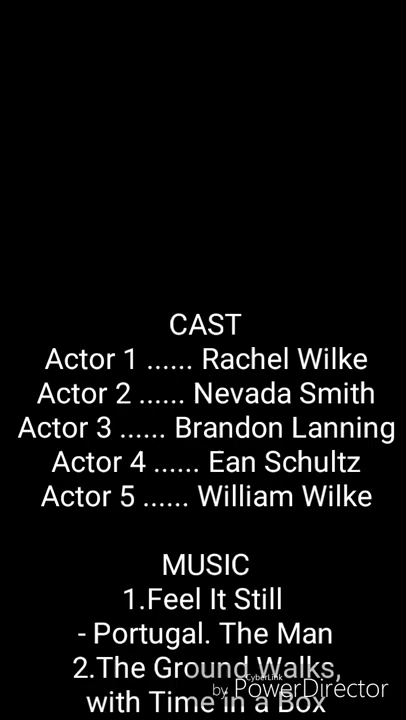 CAST
Actor 1 ...... Rachel Wilke
Actor 2 ...... Nevada Smith
Actor 3 ...... Brandon Lanning
Actor 4 ...... Ean Schultz
Actor 5 ...... William Wilke
MUSIC
1.Feel It Still
- Portugal. The Man
2.The Ground Walks,
with Time in a Box
CyberLink
by PowerDirector